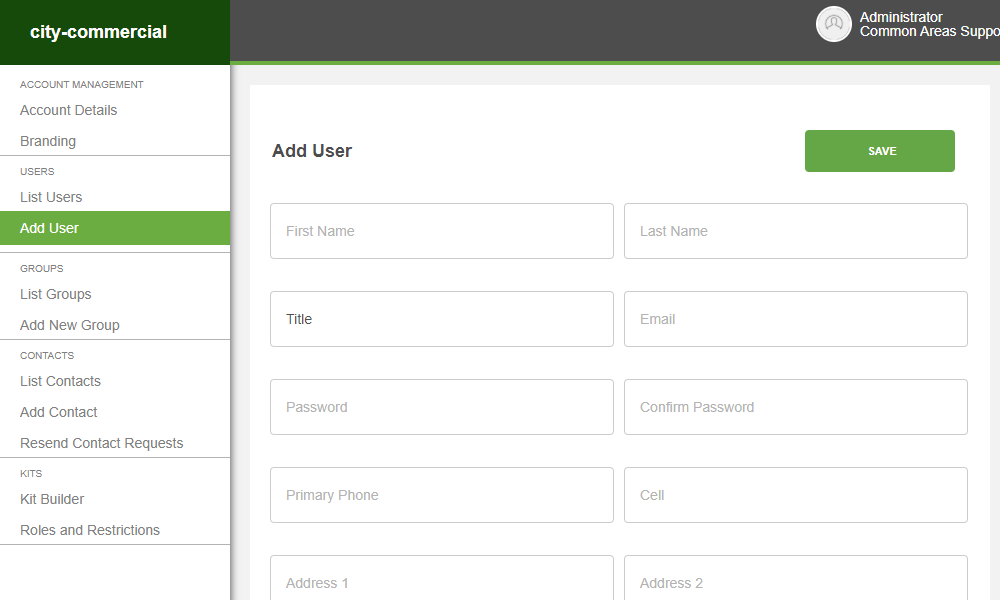 city-commercial
Administrator
Common Areas Suppo
ACCOUNT MANAGEMENT
Account Details
Branding
USERS
List Users
Add User
GROUPS
List Groups
Add New Group
CONTACTS
List Contacts
Add Contact
Resend Contact Requests
KITS
Kit Builder
Roles and Restrictions
Add User
SAVE
First Name
Last Name
Title
Email
Password
Confirm Password
Primary Phone
Cell
Address 1
Address 2